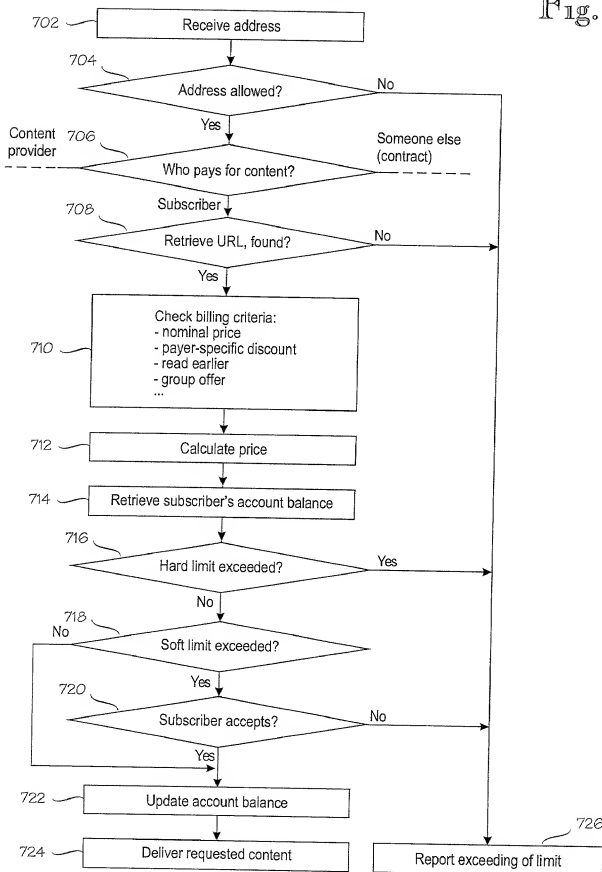 Fig.
702
Receive address
704
Address allowed?
No
Yes
Content
provider
706
Someone else
(contract)
Who pays for content?
Subscriber
708
Retrieve URL, found?
No
Yes
710
Check billing criteria:
- nominal price
- payer-specific discount
- read earlier
- group offer
...
712
Calculate price
714
Retrieve subscriber's account balance
716
Hard limit exceeded?
Yes
No
718
No
Soft limit exceeded?
Yes
720
Subscriber accepts?
No
Yes
722
Update account balance
724
Deliver requested content
726
Report exceeding of limit